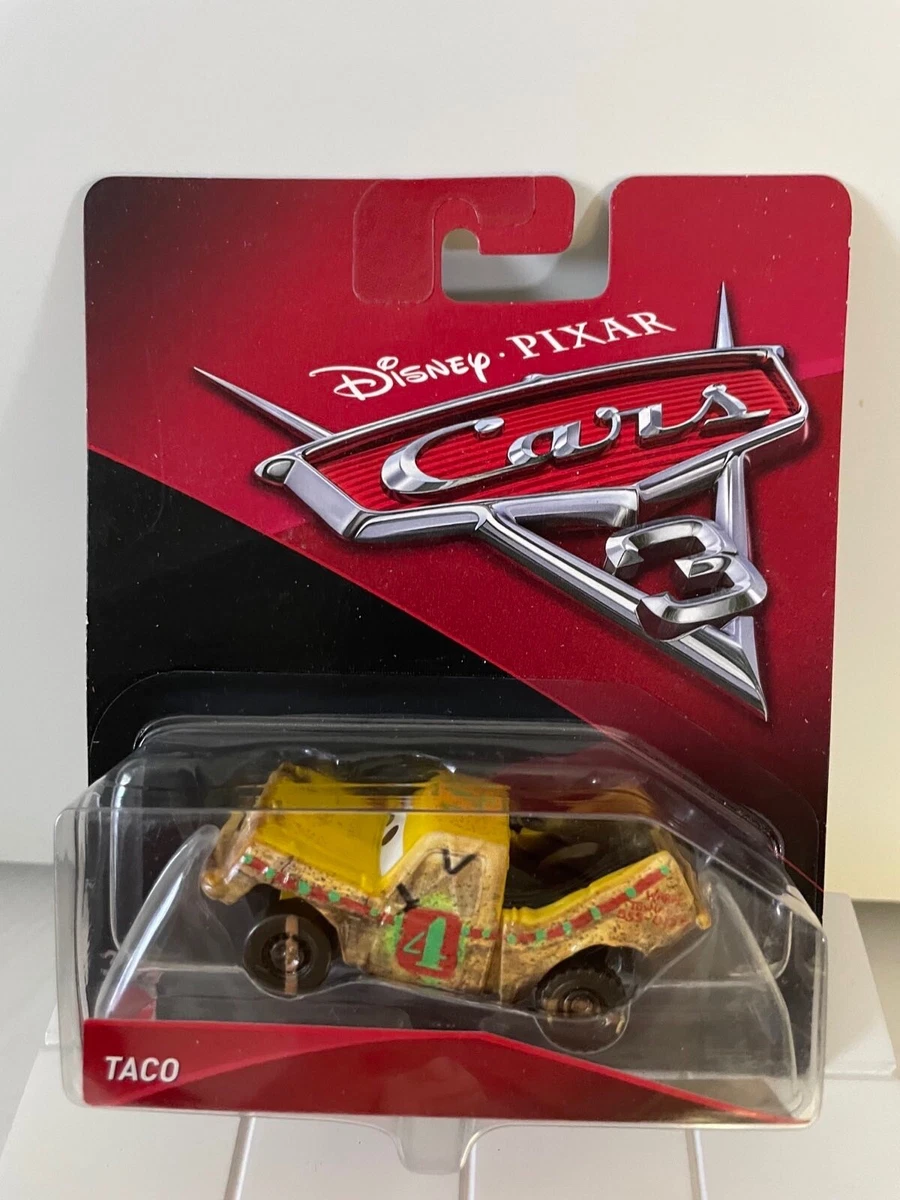 Disney · PIXAR
Cars
3
4
TACO